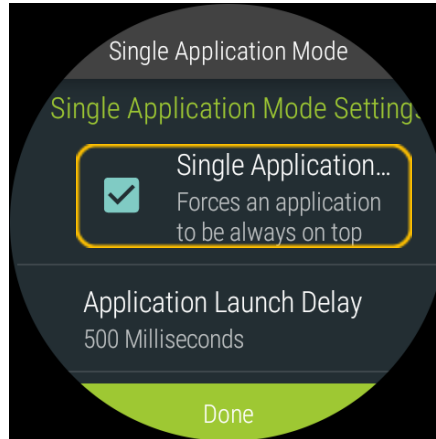 Single Application Mode
Single Application Mode Settings
Single Application...
Forces an application
to be always on top
Application Launch Delay
500 Milliseconds
Done